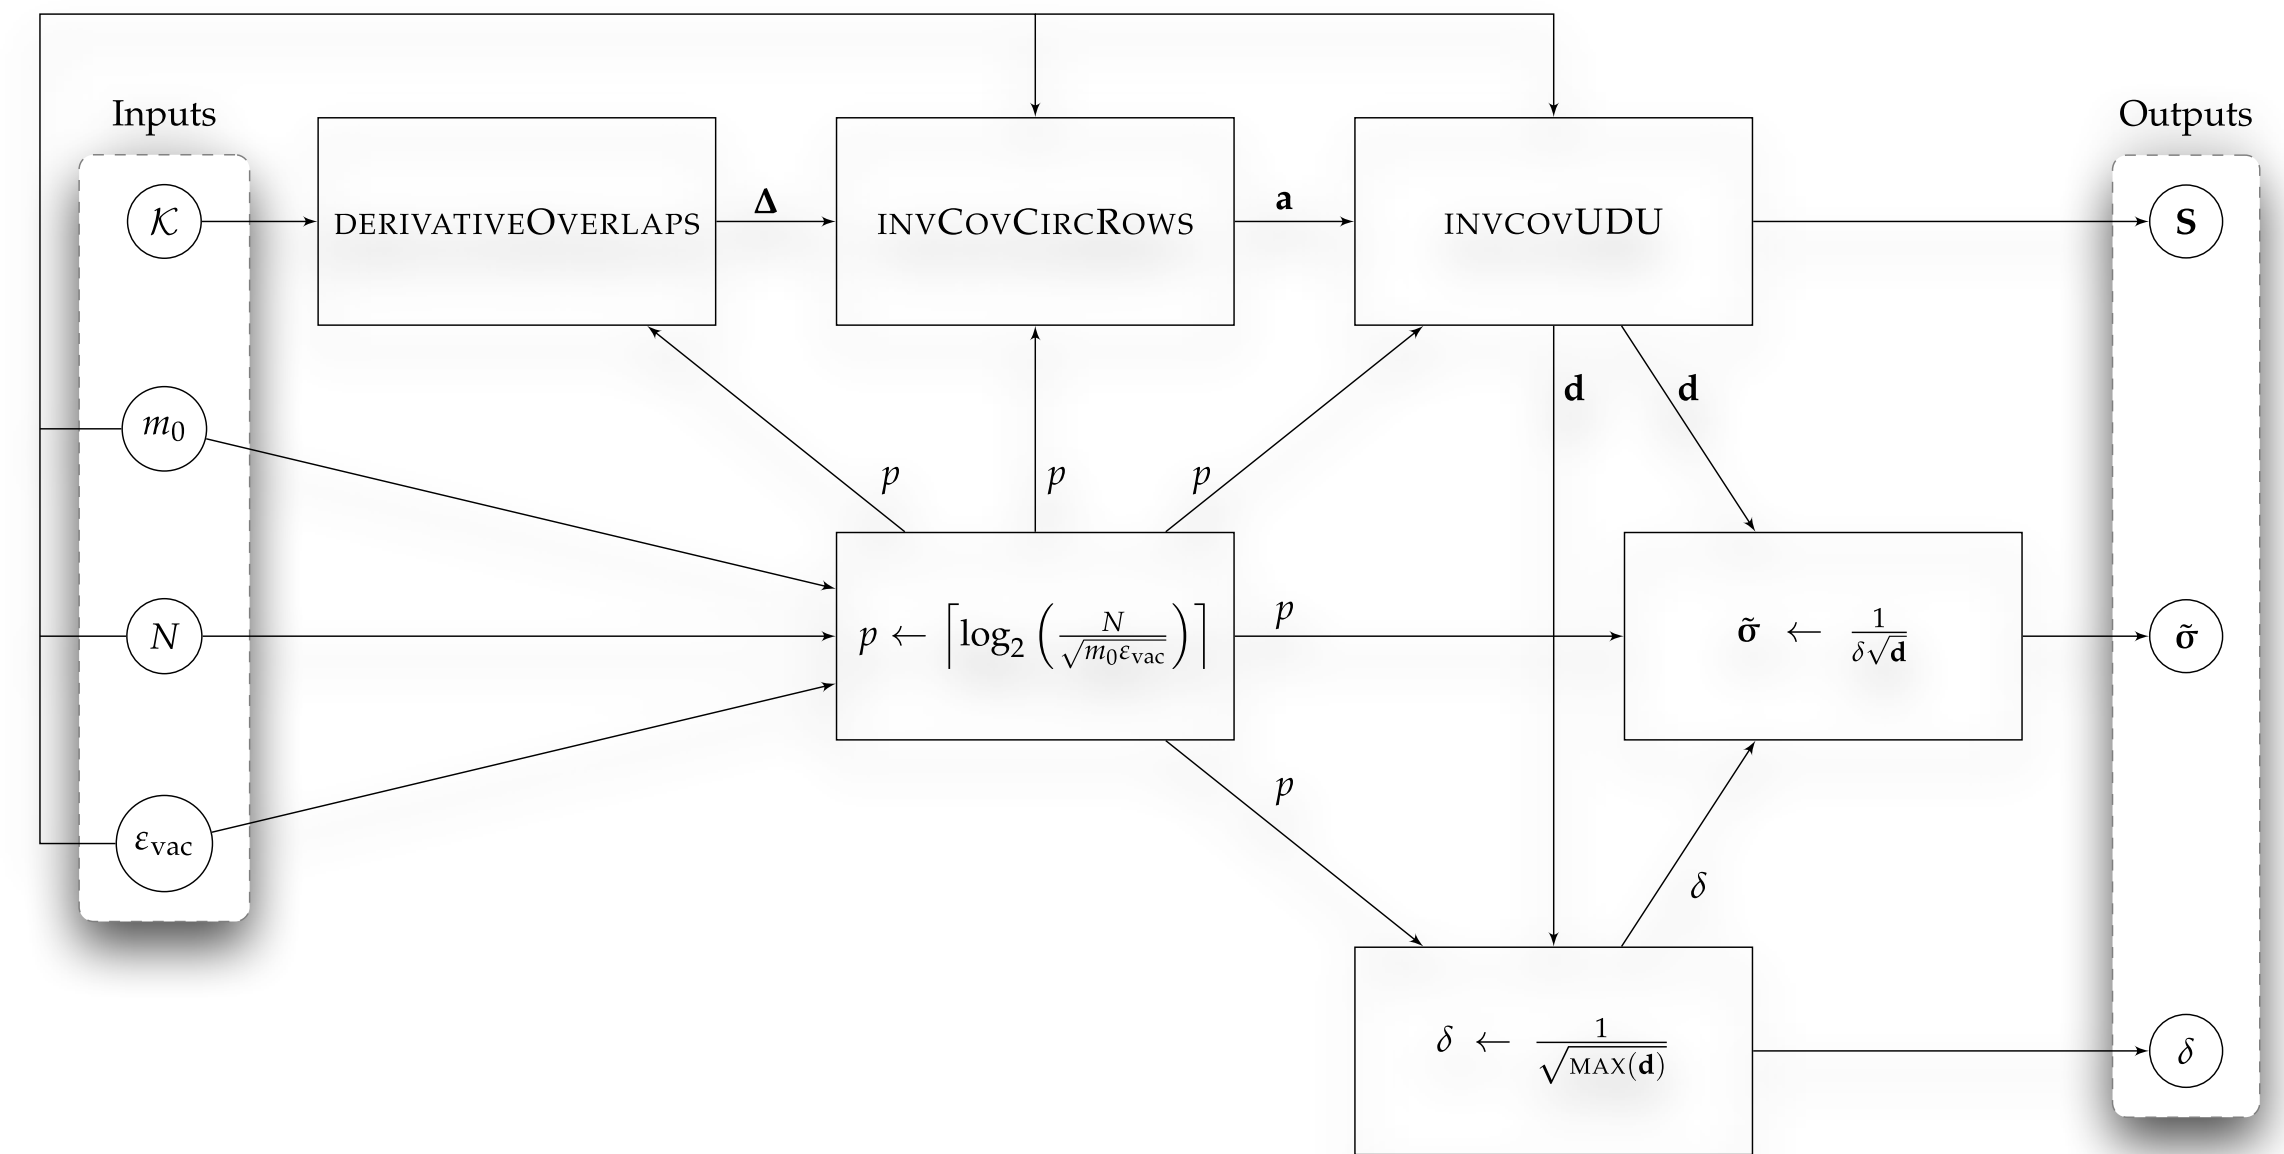 Inputs
Outputs
𝒦
DERIVATIVEOVERLAPS
Δ
INVCOVCIRCROWS
a
INVCOVUDU
S
m₀
d
d
p
p
p
N
p ← ⌈log₂ (N / √(m₀ε_vac))⌉
p
σ̃ ← 1 / (δ√d)
σ̃
p
ε_vac
δ
δ ← 1 / √(MAX(d))
δ